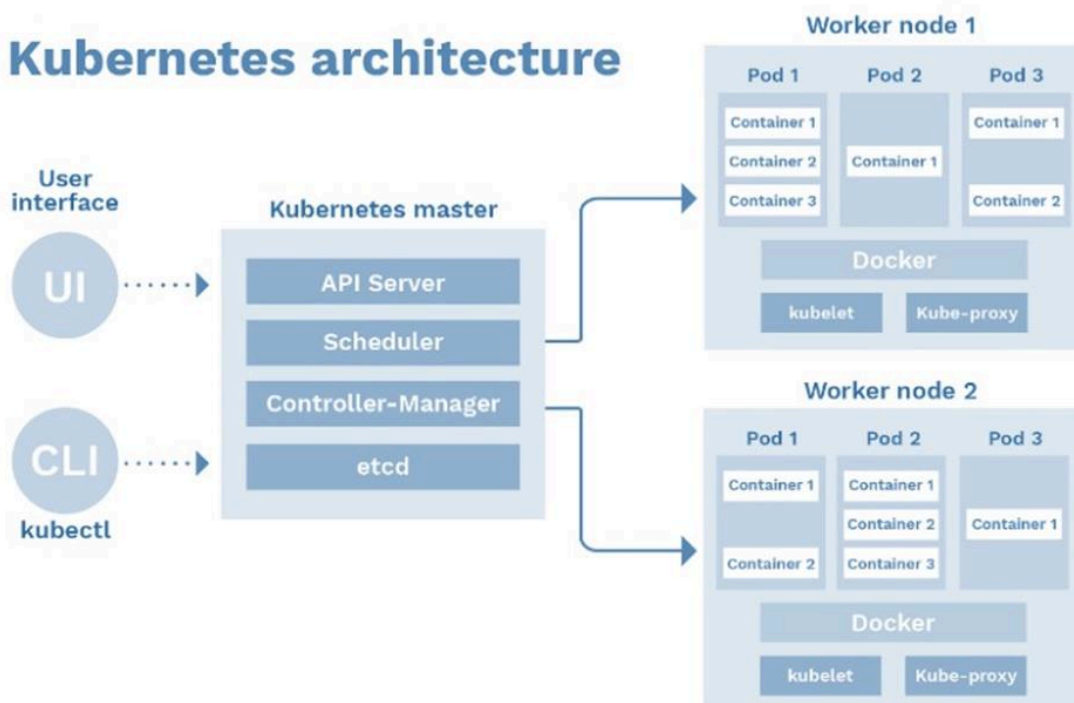 Kubernetes architecture
User
interface
UI
CLI
kubectl
Kubernetes master
API Server
Scheduler
Controller-Manager
etcd
Worker node 1
Pod 1 Pod 2 Pod 3
Container 1
Container 2
Container 3
Container 1
Container 1
Container 2
Docker
kubelet Kube-proxy
Worker node 2
Pod 1 Pod 2 Pod 3
Container 1
Container 2
Container 1
Container 2
Container 3
Container 1
Docker
kubelet Kube-proxy